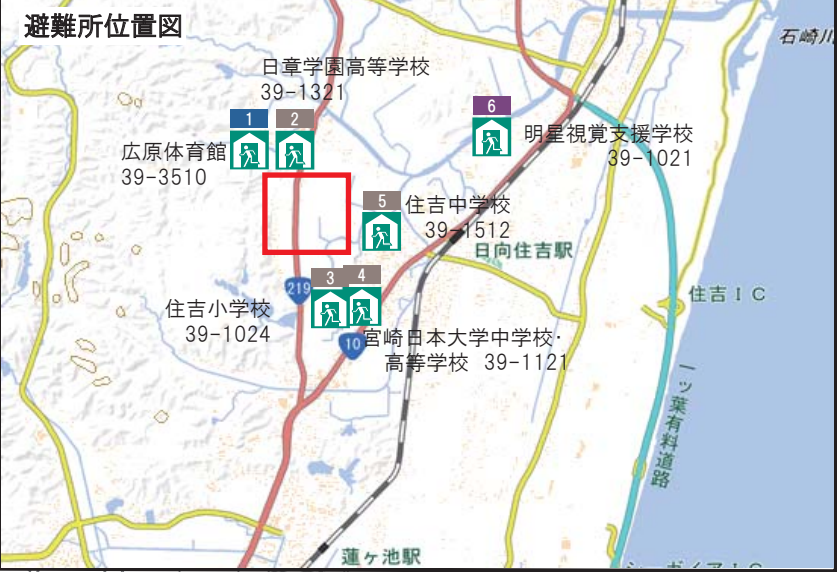 避難所位置図
石崎川
日章学園高等学校
39-1321
1
2
6
広原体育館
39-3510
明星視覚支援学校
39-1021
5
住吉中学校
39-1512
日向住吉駅
219
3
4
住吉小学校
39-1024
住吉IC
10
宮崎日本大学中学校・
高等学校 39-1121
一ツ葉有料道路
蓮ヶ池駅